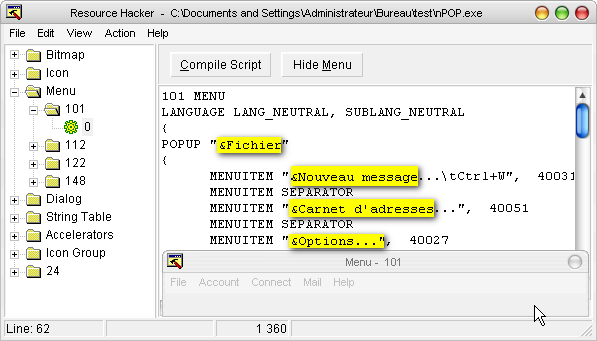 Resource Hacker - C:\Documents and Settings\Administrateur\Bureau\test\nPOP.exe
File Edit View Action Help
Bitmap
Icon
Menu
101
0
112
122
148
Dialog
String Table
Accelerators
Icon Group
24
Compile Script Hide Menu
101 MENU
LANGUAGE LANG_NEUTRAL, SUBLANG_NEUTRAL
{
POPUP "&Fichier"
{
MENUITEM "&Nouveau message...\tCtrl+W", 40031
MENUITEM SEPARATOR
MENUITEM "&Carnet d'adresses...", 40051
MENUITEM SEPARATOR
MENUITEM "&Options...", 40027
Menu - 101
File Account Connect Mail Help
Line: 62 1 360